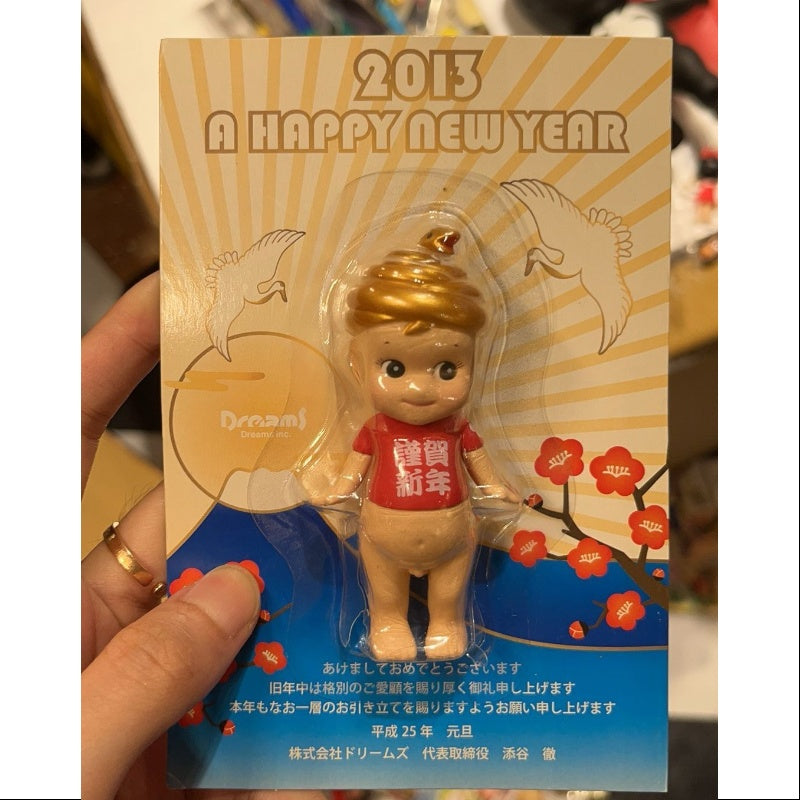 2013
A HAPPY NEW YEAR
Dreams
Dreams Inc.
謹賀
新年
あけましておめでとうございます
旧年中は格別のご愛顧を賜り厚く御礼申し上げます
本年もなお一層のお引き立てを賜りますようお願い申し上げます
平成25年 元旦
株式会社ドリームズ 代表取締役 添谷 徹